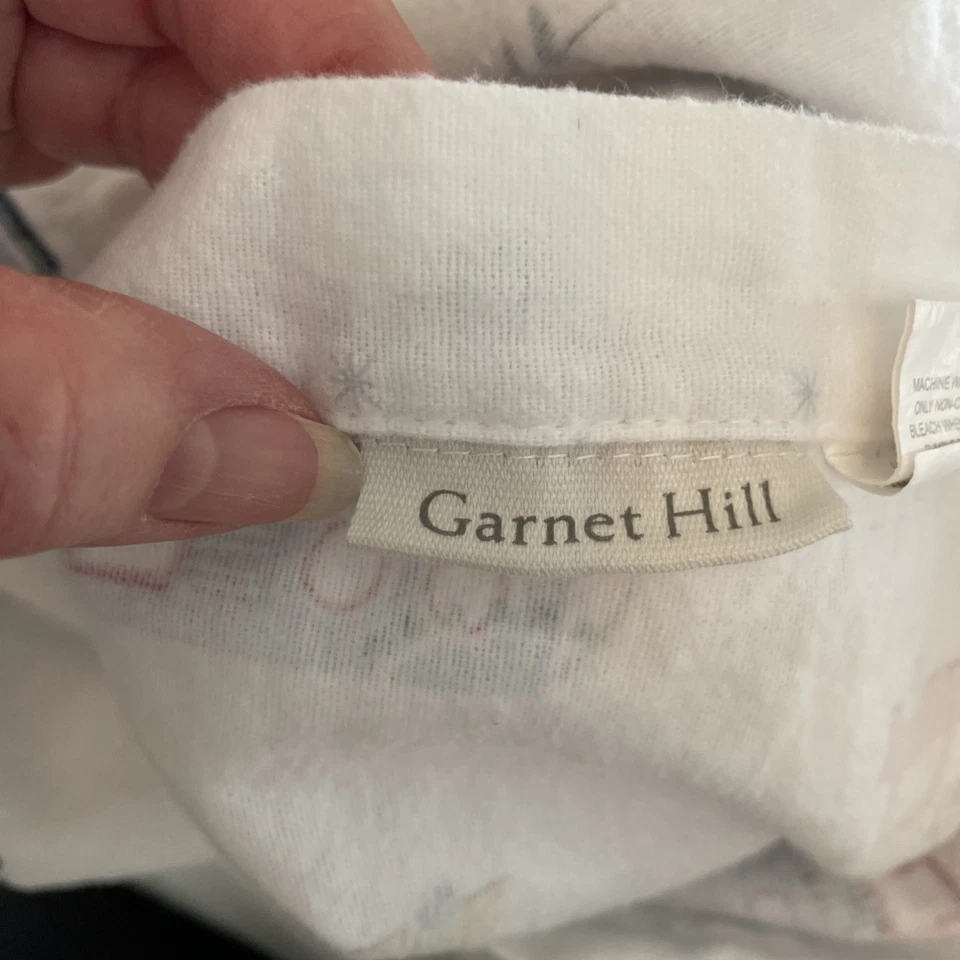 Garnet Hill
MACHINE
ONLY NON-
BLEACH